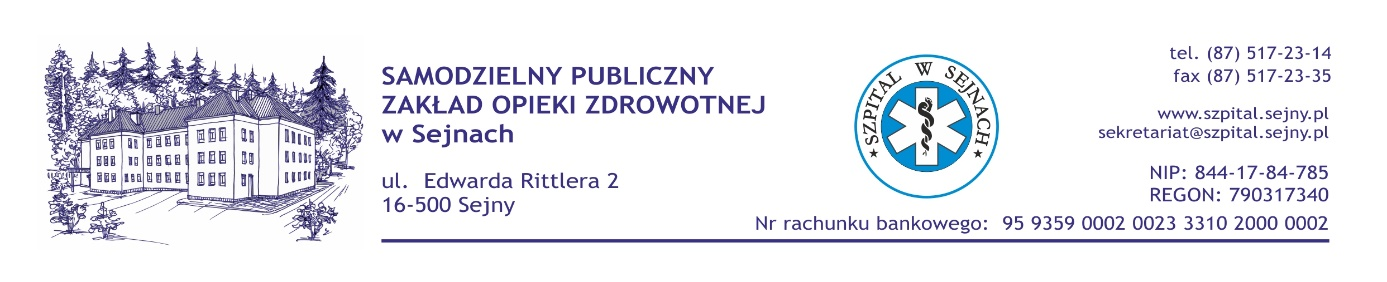 SAMODZIELNY PUBLICZNY
ZAKŁAD OPIEKI ZDROWOTNEJ
w Sejnach
ul. Edwarda Rittlera 2
16-500 Sejny
★ SZPITAL W SEJNACH ★
tel. (87) 517-23-14
fax (87) 517-23-35
www.szpital.sejny.pl
sekretariat@szpital.sejny.pl
NIP: 844-17-84-785
REGON: 790317340
Nr rachunku bankowego: 95 9359 0002 0023 3310 2000 0002